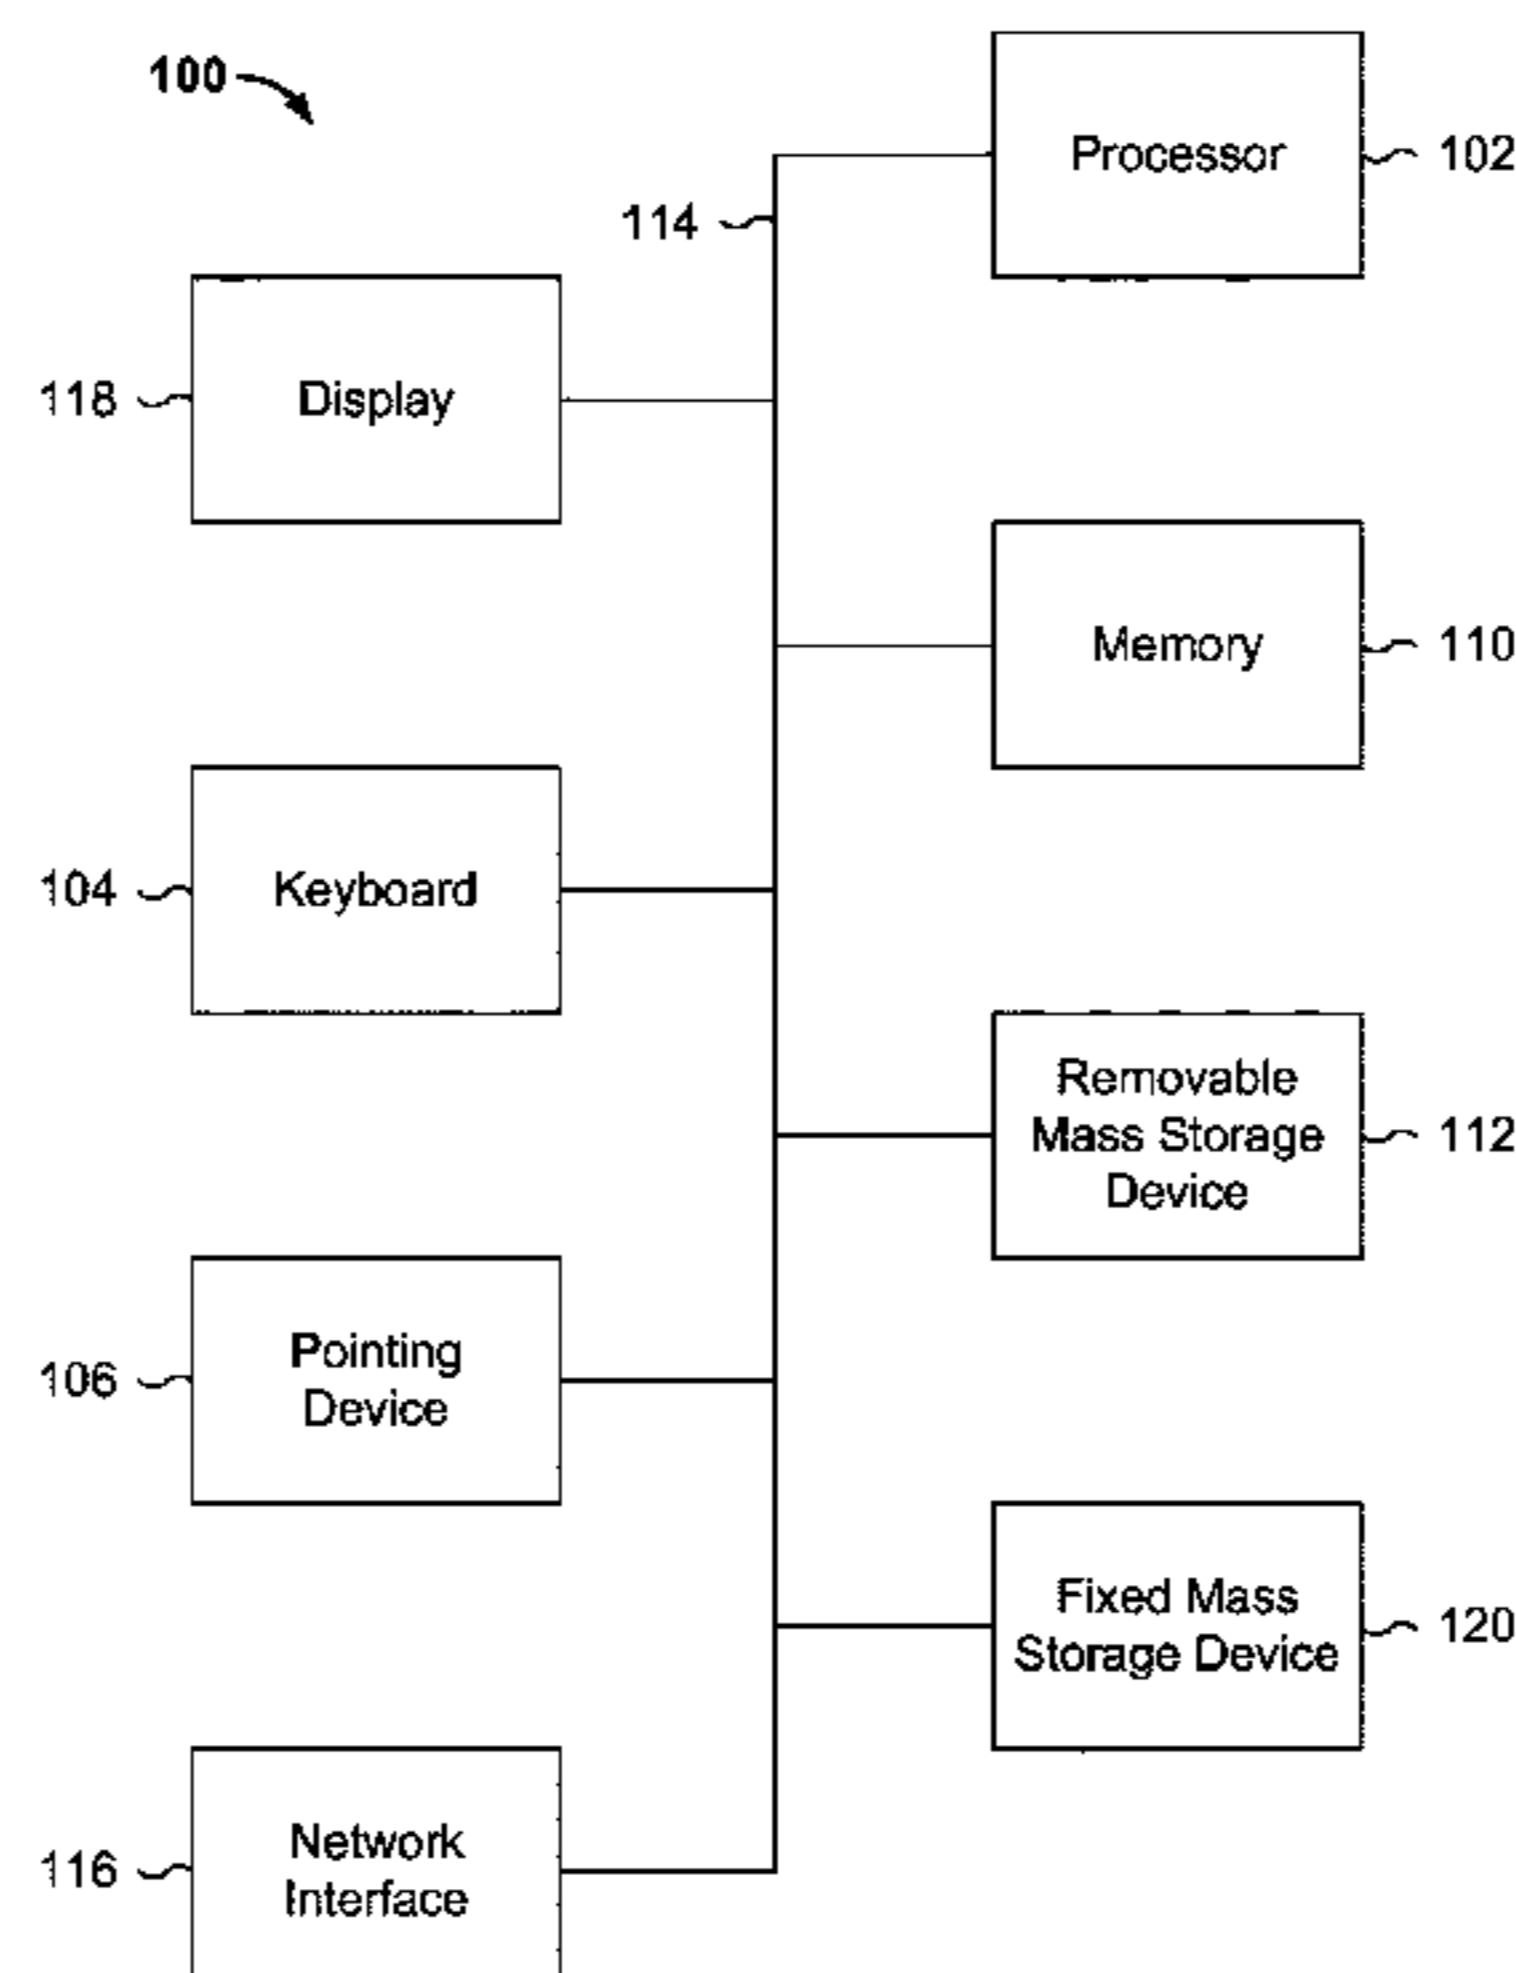 100
Processor
102
114
118
Display
Memory
110
104
Keyboard
Removable
Mass Storage
Device
112
106
Pointing
Device
Fixed Mass
Storage Device
120
116
Network
Interface